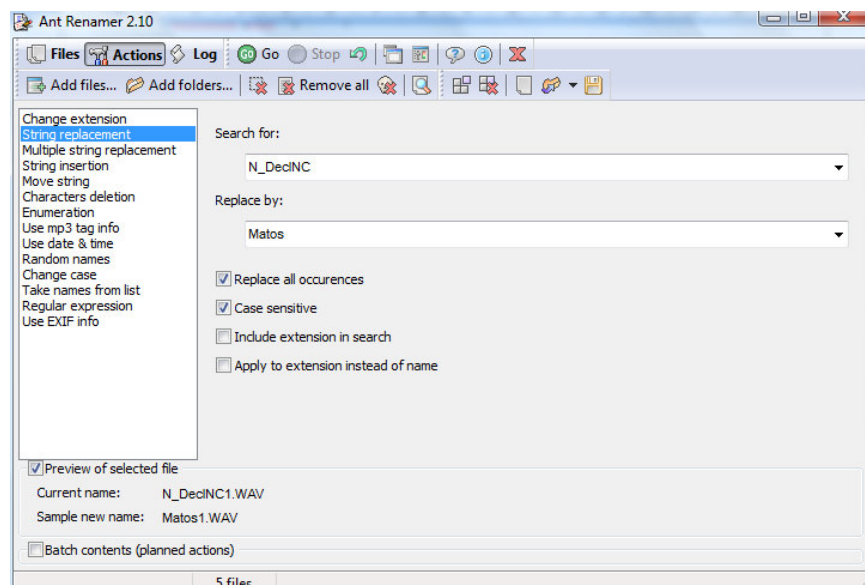 Ant Renamer 2.10
Files Actions Log Go Stop
Add files... Add folders... Remove all
Change extension
String replacement
Multiple string replacement
String insertion
Move string
Characters deletion
Enumeration
Use mp3 tag info
Use date & time
Random names
Change case
Take names from list
Regular expression
Use EXIF info
Search for:
N_DeclNC
Replace by:
Matos
Replace all occurences
Case sensitive
Include extension in search
Apply to extension instead of name
Preview of selected file
Current name: N_DeclNC1.WAV
Sample new name: Matos1.WAV
Batch contents (planned actions)
5 files